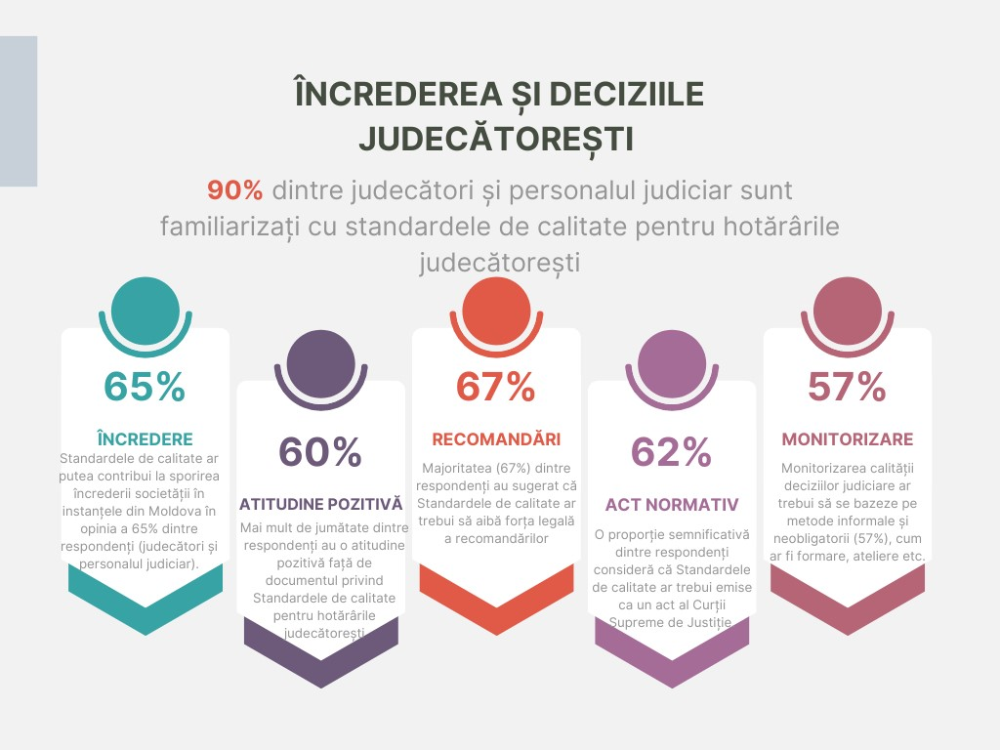 ÎNCREDEREA ȘI DECIZIILE
JUDECĂTOREȘTI
90% dintre judecători și personalul judiciar sunt
familiarizați cu standardele de calitate pentru hotărârile
judecătorești
65%
ÎNCREDERE
Standardele de calitate ar
putea contribui la sporirea
încrederii societății în
instanțele din Moldova în
opinia a 65% dintre
respondenți (judecători și
personalul judiciar).
60%
ATITUDINE POZITIVĂ
Mai mult de jumătate dintre
respondenți au o atitudine
pozitivă față de
documentul privind
Standardele de calitate
pentru hotărârile
judecătorești.
67%
RECOMANDĂRI
Majoritatea (67%) dintre
respondenți au sugerat că
Standardele de calitate ar
trebui să aibă forța legală
a recomandărilor
62%
ACT NORMATIV
O proporție semnificativă
dintre respondenți
consideră că Standardele
de calitate ar trebui emise
ca un act al Curții
Supreme de Justiție.
57%
MONITORIZARE
Monitorizarea calității
deciziilor judiciare ar
trebui să se bazeze pe
metode informale și
neobligatorii (57%), cum
ar fi formare, ateliere etc.